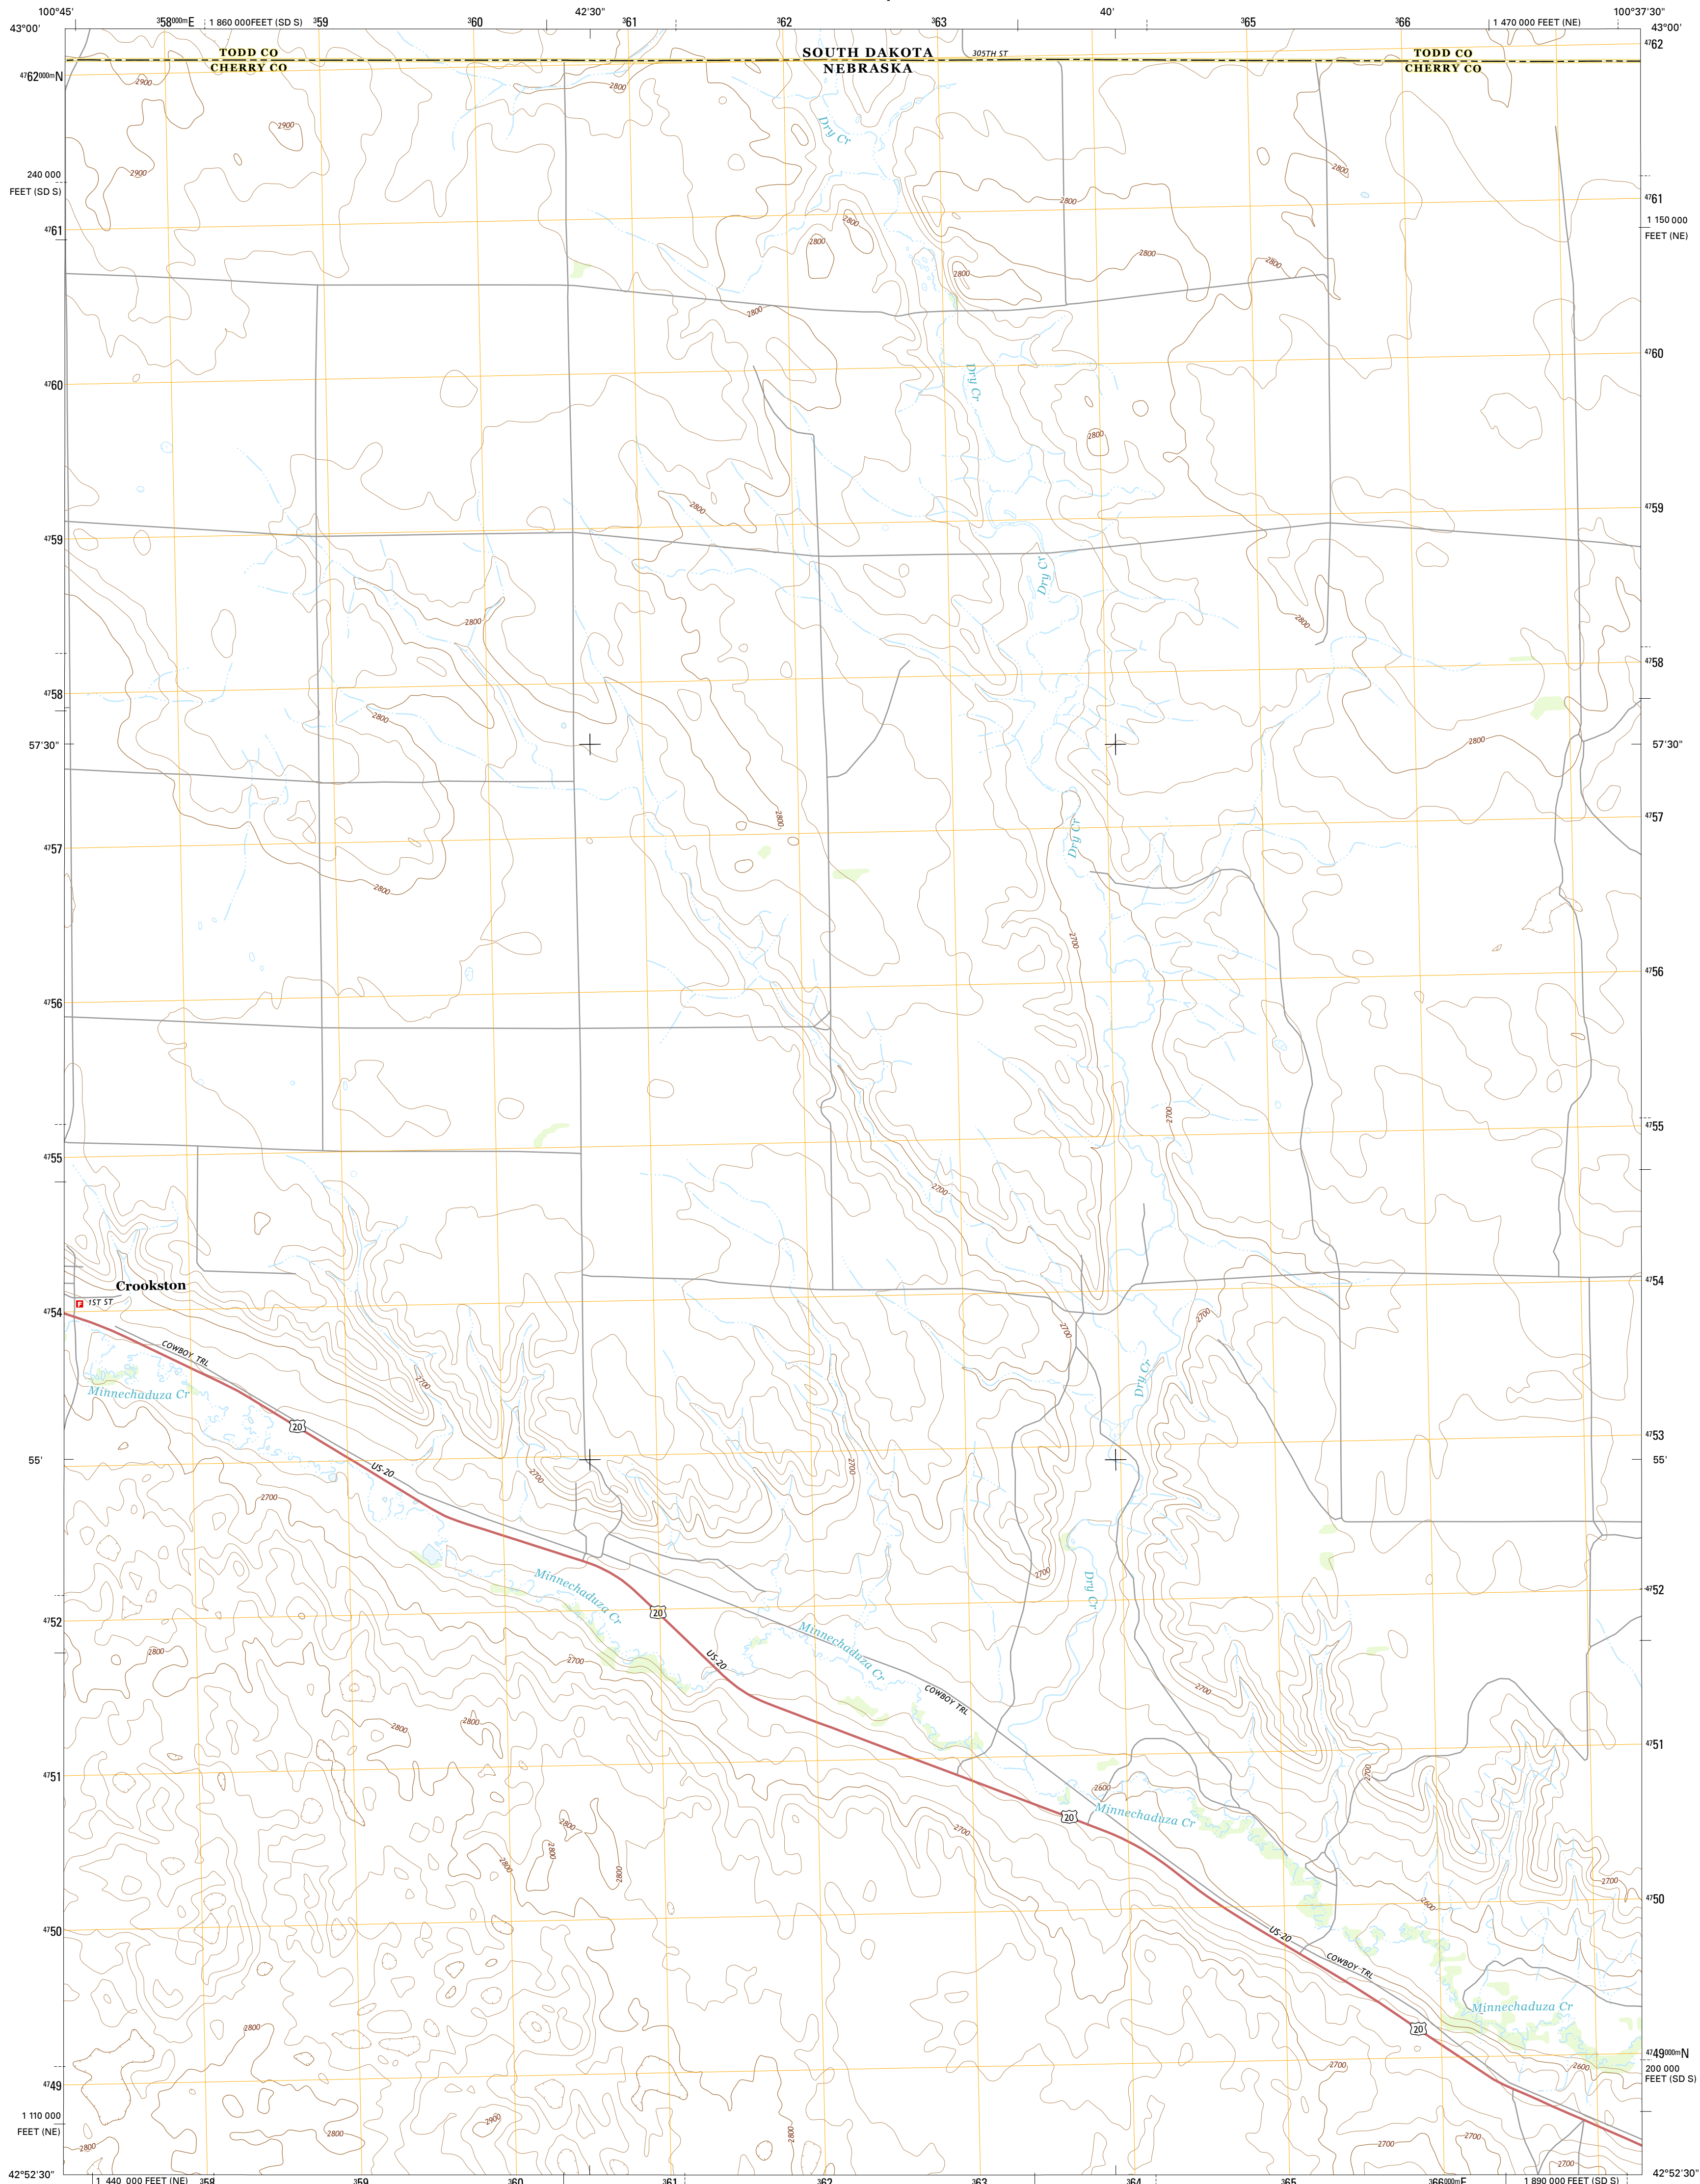 100°45'
³58⁰⁰⁰ᵐE
1 860 000FEET (SD S)
³59
³60
42'30"
³61
³62
³63
40'
³65
³66
1 470 000 FEET (NE)
100°37'30"
43°00'
43°00'
TODD CO
CHERRY CO
SOUTH DAKOTA
NEBRASKA
305TH ST
TODD CO
CHERRY CO
⁴⁷62
⁴⁷62⁰⁰⁰ᵐN
2900
2800
2900
Dry Cr
2900
2800
240 000
FEET (SD S)
⁴⁷61
2800
2800
1 150 000
FEET (NE)
⁴⁷61
2800
2800
2800
2800
2800
⁴⁷60
Dry Cr
⁴⁷60
2800
2800
⁴⁷59
⁴⁷59
Dry Cr
2800
2800
⁴⁷58
⁴⁷58
2800
57'30"
2800
57'30"
⁴⁷57
2800
Dry Cr
⁴⁷57
2800
2700
⁴⁷56
⁴⁷56
2700
⁴⁷55
⁴⁷55
2700
Crookston
⁴⁷54
F
1ST ST
⁴⁷54
2700
2700
COWBOY TRL
Dry Cr
2700
Minnechaduza Cr
20
⁴⁷53
55'
US-20
2700
2700
55'
2700
Minnechaduza Cr
2700
Dry Cr
⁴⁷52
⁴⁷52
20
Minnechaduza Cr
2800
2700
US-20
2700
COWBOY TRL
2800
2800
⁴⁷51
⁴⁷51
2700
2600
20
Minnechaduza Cr
2800
2700
2800
2800
2800
2700
⁴⁷50
2600
⁴⁷50
US-20
COWBOY TRL
Minnechaduza Cr
2800
20
⁴⁷49⁰⁰⁰ᵐN
2700
2600
200 000
FEET (SD S)
⁴⁷49
1 110 000
FEET (NE)
2900
2800
2800
2800
2700
2700
42°52'30"
42°52'30"
1 440 000 FEET (NE)
³58
³59
³60
³61
³62
³63
³64
³65
³66⁰⁰⁰ᵐE
1 890 000 FEET (SD S)